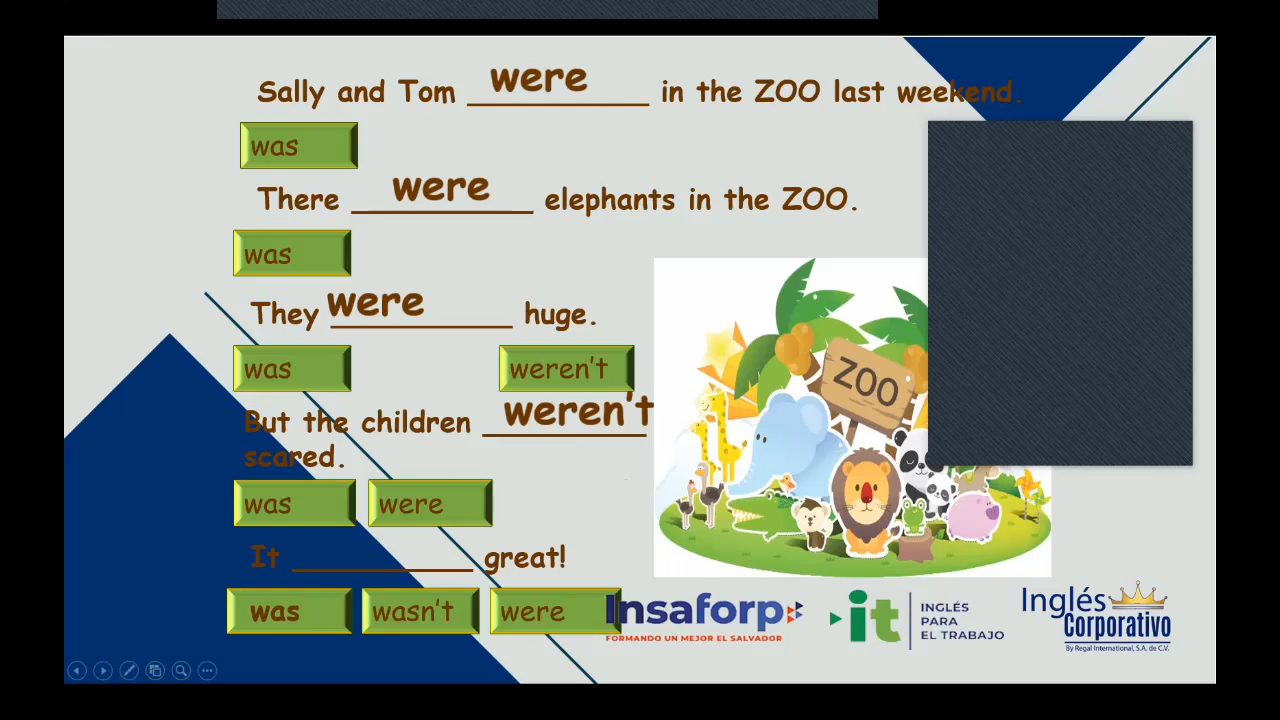 Sally and Tom were in the ZOO last weekend.
was
There were elephants in the ZOO.
was
They were huge.
was weren't
But the children weren't
scared.
was were
It ___________ great!
was wasn't were
ZOO
Insaforp
FORMANDO UN MEJOR EL SALVADOR
it
INGLÉS
PARA
EL TRABAJO
Inglés
Corporativo
By Regal International, S.A. de C.V.